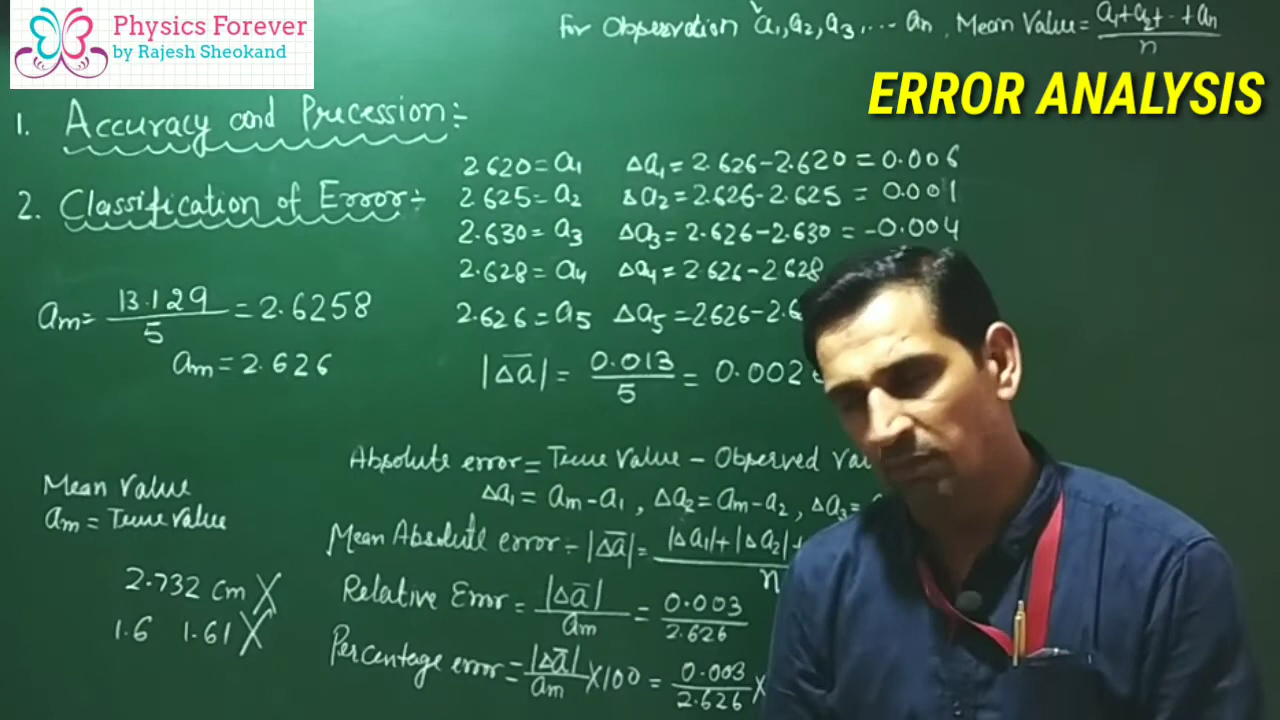 Physics Forever
by Rajesh Sheokand
For Observation a1, a2, a3, .... an, Mean Value = a1+a2+--+an / n
ERROR ANALYSIS
1. Accuracy and Precession:-
2. Classification of Error:-
2.620 = a1 Δa1 = 2.626-2.620 = 0.006
2.625 = a2 Δa2 = 2.626-2.625 = 0.001
2.630 = a3 Δa3 = 2.626-2.630 = -0.004
2.628 = a4 Δa4 = 2.626-2.628
2.626 = a5 Δa5 = 2.626-2.6
am = 13.129 / 5 = 2.6258
am = 2.626
|Δa̅| = 0.013 / 5 = 0.002
Absolute error = True Value - Observed Va
Δa1 = am-a1, Δa2 = am-a2, Δa3 =
Mean Value
am = True Value
Mean Absolute error ÷ |Δa̅| = |Δa1|+|Δa2|+ / n
2.732 cm X
1.6 1.61 X
Relative Error = |Δa̅| / am = 0.003 / 2.626
Percentage error = |Δa̅| / am × 100 = 0.003 / 2.626 ×